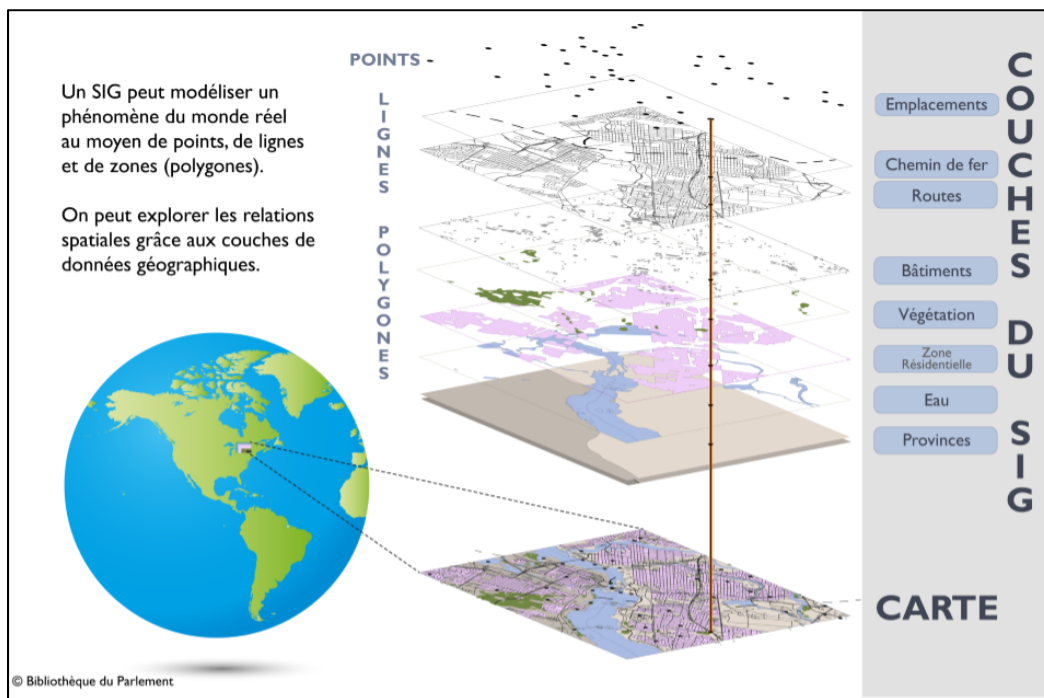 Un SIG peut modéliser un
phénomène du monde réel
au moyen de points, de lignes
et de zones (polygones).
On peut explorer les relations
spatiales grâce aux couches de
données géographiques.
POINTS
LIGNES
POLYGONES
Emplacements
Chemin de fer
Routes
Bâtiments
Végétation
Zone
Résidentielle
Eau
Provinces
COUCHES DU SIG
CARTE
© Bibliothèque du Parlement